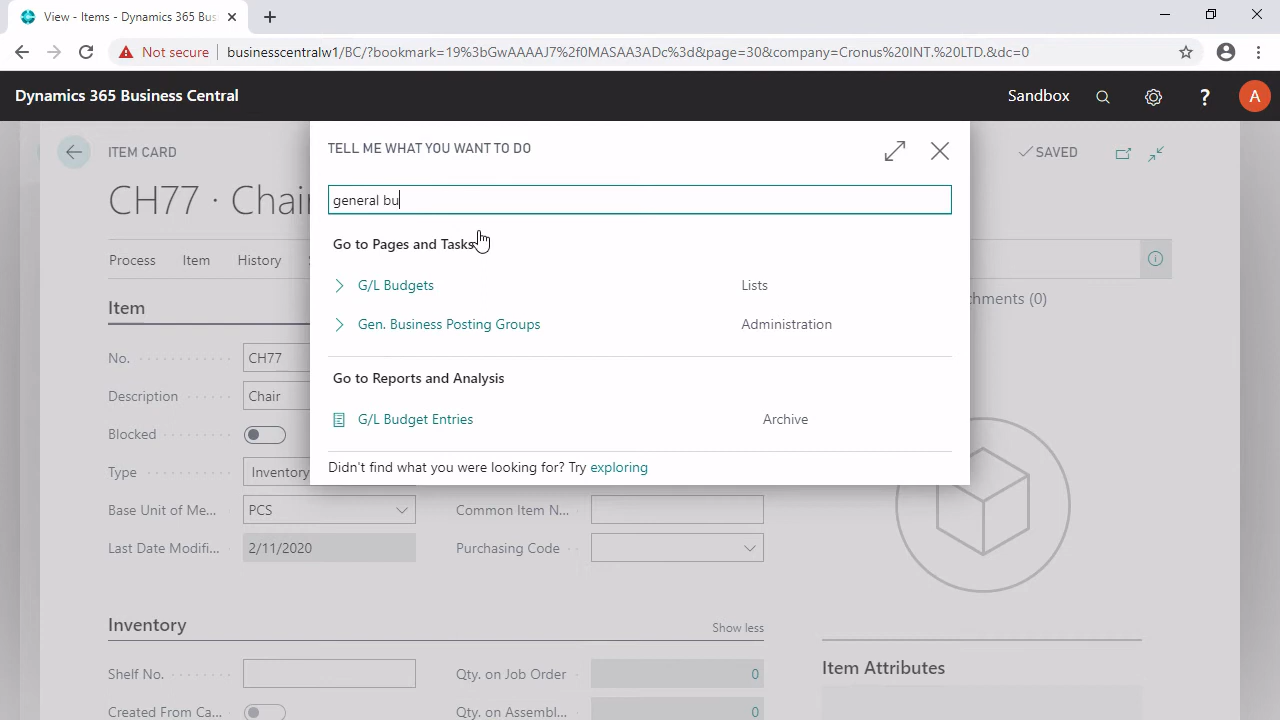 View - Items - Dynamics 365 Busi
Not secure
businesscentralw1/BC/?bookmark=19%3bGwAAAAJ7%2f0MASAA3ADc%3d&page=30&company=Cronus%20INT.%20LTD.&dc=0
Dynamics 365 Business Central
Sandbox
?
A
ITEM CARD
SAVED
CH77 · Chair
TELL ME WHAT YOU WANT TO DO
general bu
Go to Pages and Tasks
G/L Budgets
Lists
Gen. Business Posting Groups
Administration
Go to Reports and Analysis
G/L Budget Entries
Archive
Didn't find what you were looking for? Try exploring
Process
Item
History
chments (0)
Item
No.
CH77
Description
Chair
Blocked
Type
Inventory
Base Unit of Me...
PCS
Common Item N...
Last Date Modifi...
2/11/2020
Purchasing Code
Inventory
Show less
Shelf No.
Qty. on Job Order
0
Created From Ca...
Qty. on Assembl...
0
Item Attributes